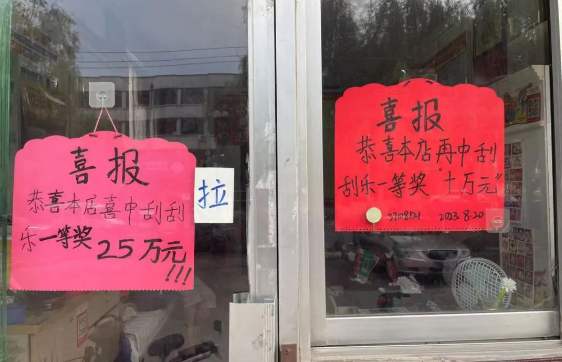 喜报
恭喜本店喜中刮刮
乐一等奖25万元
!!!
拉
喜报
恭喜本店再中刮
刮乐一等奖"十万元"
2023.8.20